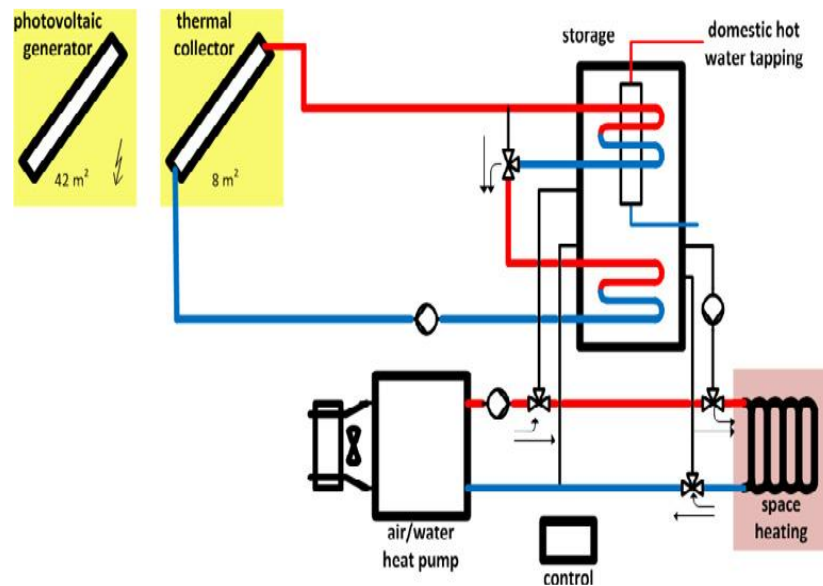 photovoltaic
generator
42 m²
thermal
collector
8 m²
storage
domestic hot
water tapping
air/water
heat pump
control
space
heating